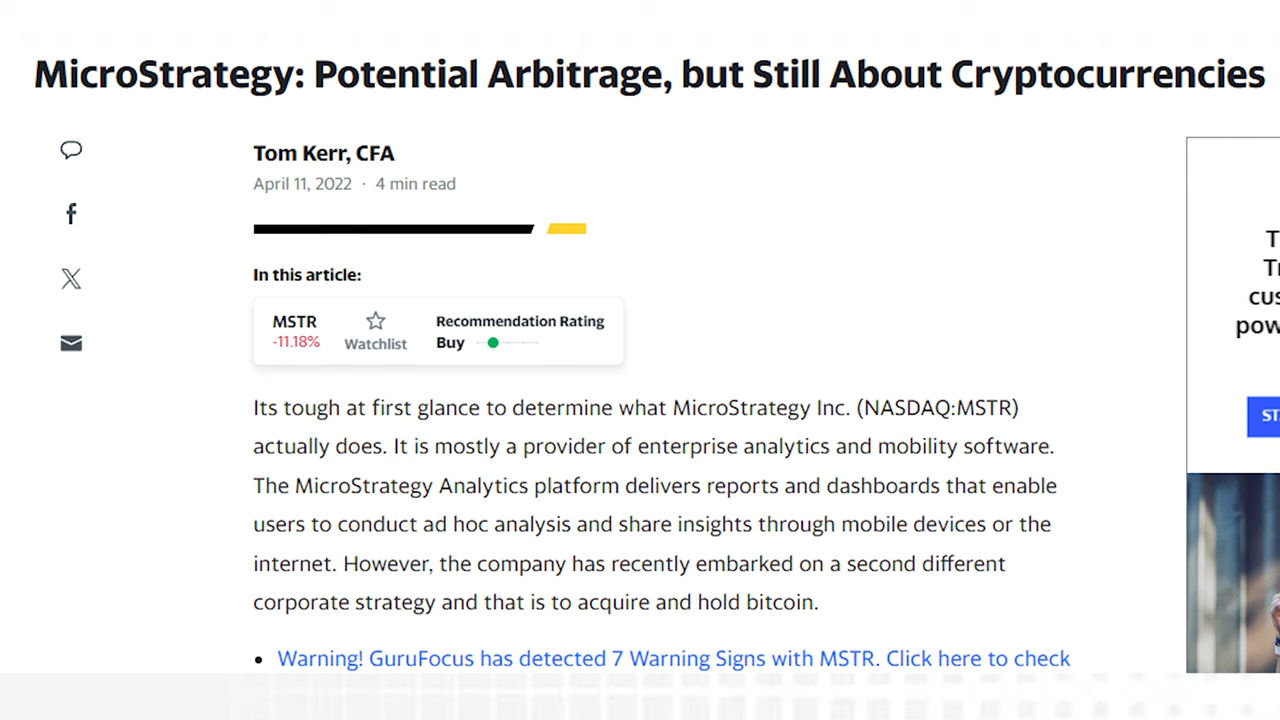 MicroStrategy: Potential Arbitrage, but Still About Cryptocurrencies
Tom Kerr, CFA
April 11, 2022 · 4 min read
In this article:
MSTR
-11.18%
Watchlist
Recommendation Rating
Buy
Its tough at first glance to determine what MicroStrategy Inc. (NASDAQ:MSTR)
actually does. It is mostly a provider of enterprise analytics and mobility software.
The MicroStrategy Analytics platform delivers reports and dashboards that enable
users to conduct ad hoc analysis and share insights through mobile devices or the
internet. However, the company has recently embarked on a second different
corporate strategy and that is to acquire and hold bitcoin.
• Warning! GuruFocus has detected 7 Warning Signs with MSTR. Click here to check